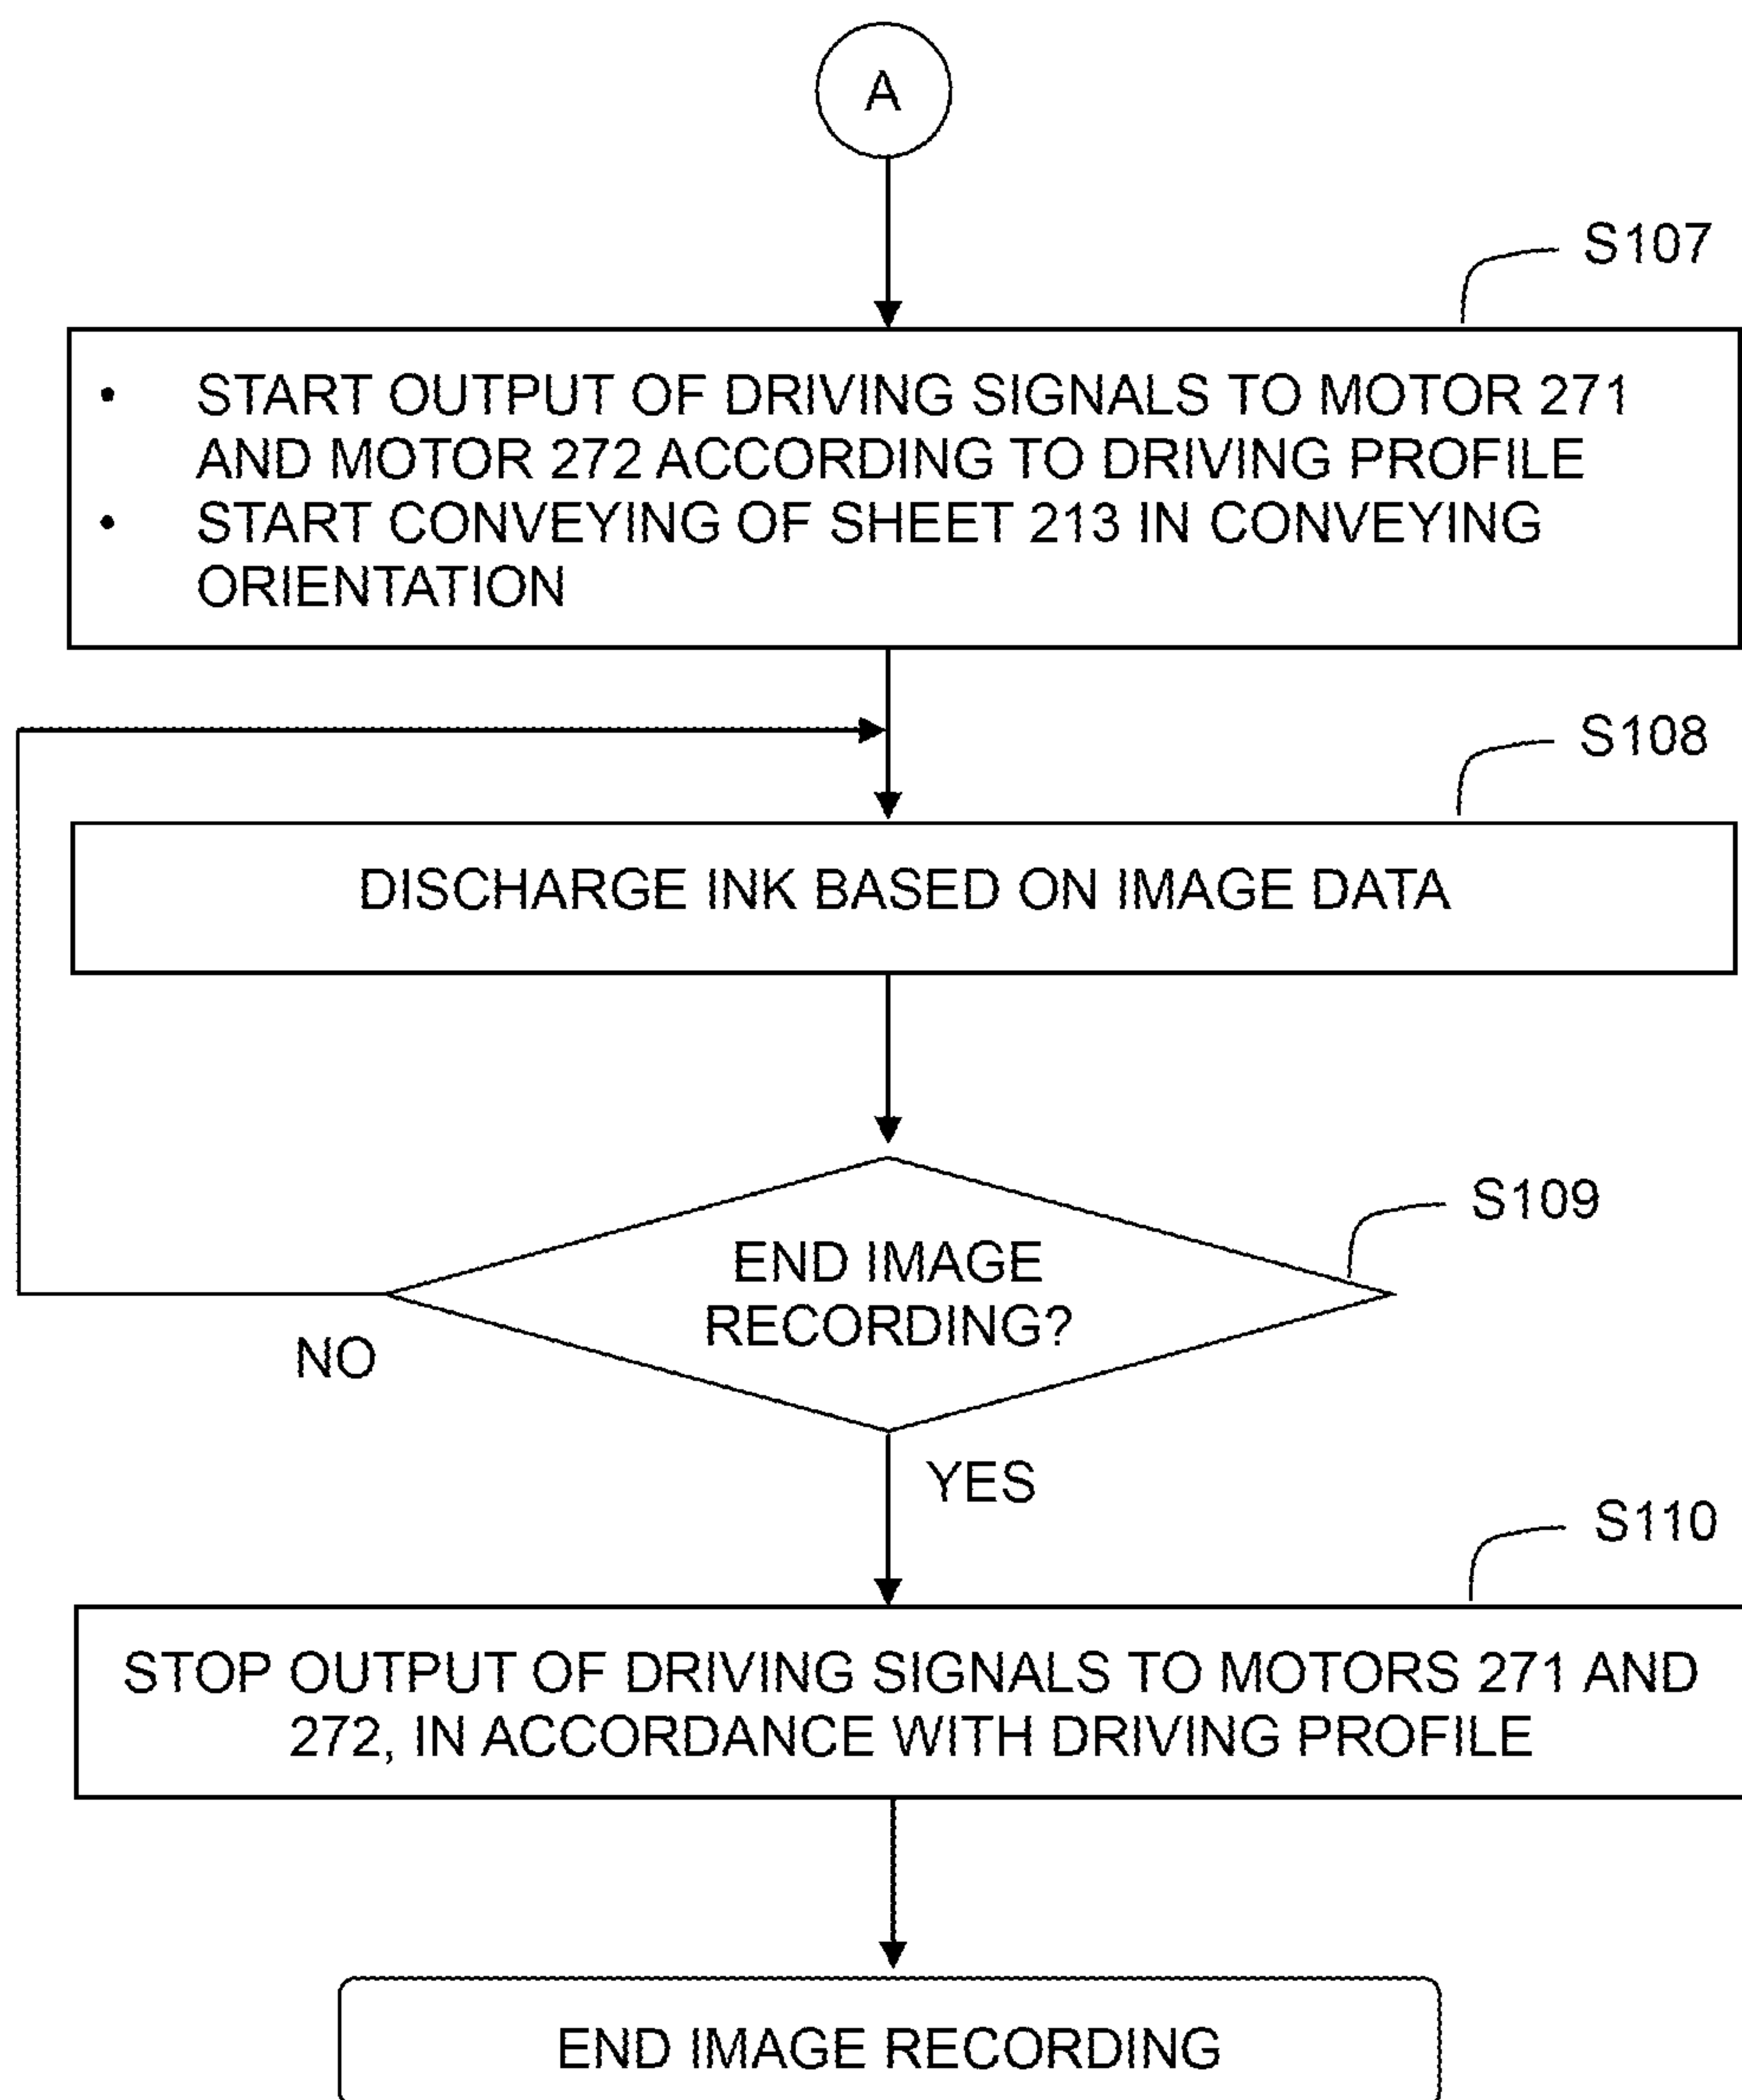 A
S107
• START OUTPUT OF DRIVING SIGNALS TO MOTOR 271
AND MOTOR 272 ACCORDING TO DRIVING PROFILE
• START CONVEYING OF SHEET 213 IN CONVEYING
ORIENTATION
S108
DISCHARGE INK BASED ON IMAGE DATA
S109
END IMAGE
RECORDING?
NO
YES
S110
STOP OUTPUT OF DRIVING SIGNALS TO MOTORS 271 AND
272, IN ACCORDANCE WITH DRIVING PROFILE
END IMAGE RECORDING